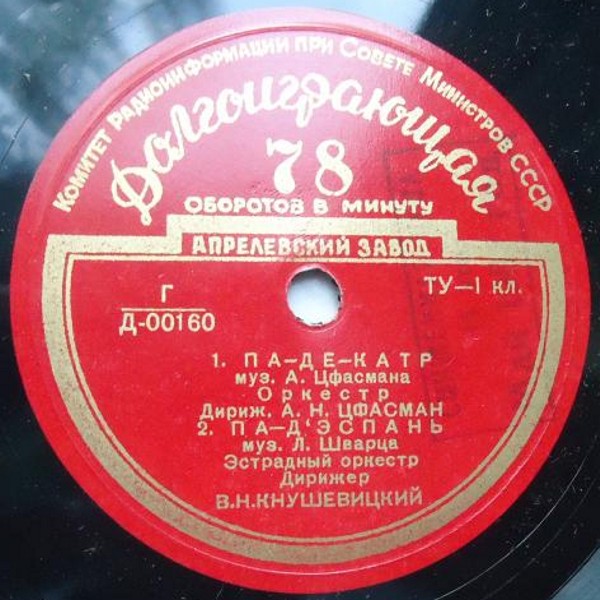 Комитет Радиоинформации при Совете Министров СССР
Долгоиграющая
78
ОБОРОТОВ В МИНУТУ
АПРЕЛЕВСКИЙ ЗАВОД
Г
Д-00160
ТУ—1 кл.
1. ПА-ДЕ-КАТР
муз. А. Цфасмана
Оркестр
Дириж. А. Н. ЦФАСМАН
2. ПА-Д'ЭСПАНЬ
муз. Л. Шварца
Эстрадный оркестр
Дирижер
В.Н.КНУШЕВИЦКИЙ